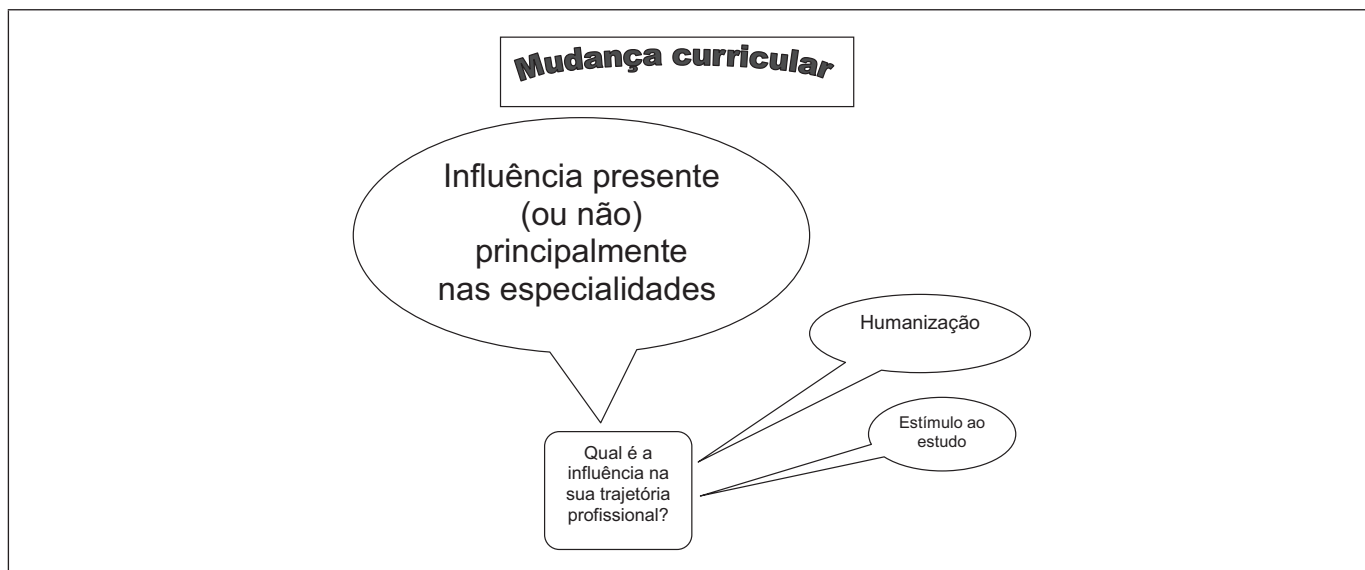 Mudança curricular
Influência presente
(ou não)
principalmente
nas especialidades
Humanização
Estímulo ao
estudo
Qual é a
influência na
sua trajetória
profissional?